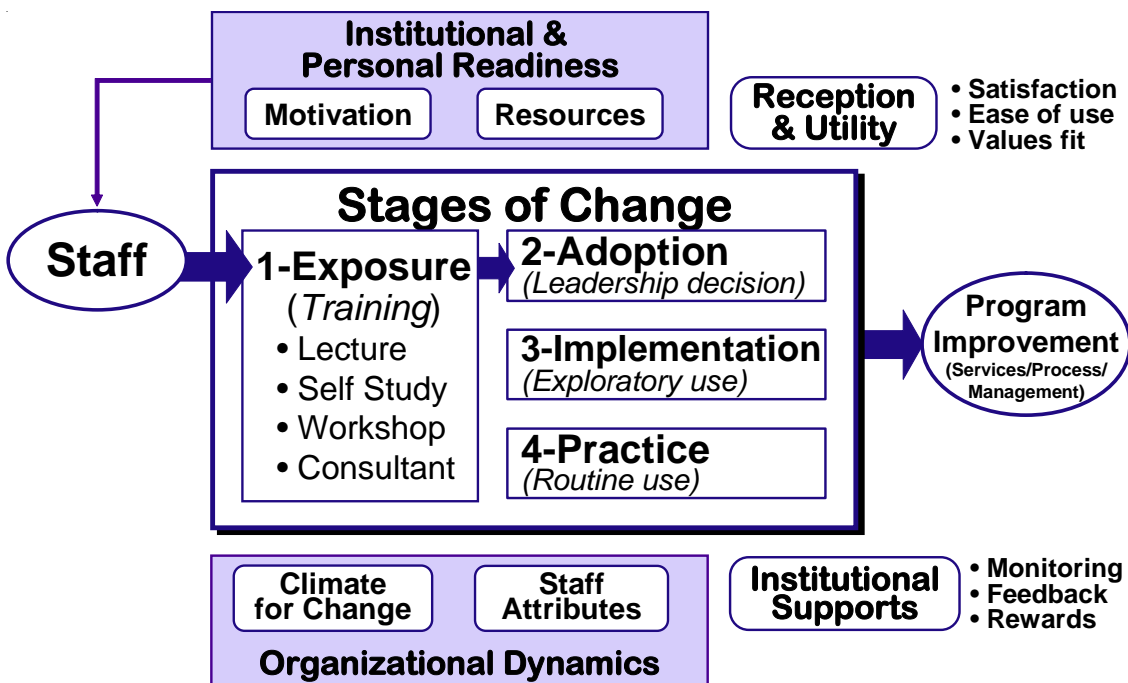 Institutional &
Personal Readiness
Motivation
Resources
Reception
& Utility
• Satisfaction
• Ease of use
• Values fit
Stages of Change
Staff
1-Exposure
(Training)
• Lecture
• Self Study
• Workshop
• Consultant
2-Adoption
(Leadership decision)
3-Implementation
(Exploratory use)
4-Practice
(Routine use)
Program
Improvement
(Services/Process/
Management)
Climate
for Change
Staff
Attributes
Organizational Dynamics
Institutional
Supports
• Monitoring
• Feedback
• Rewards